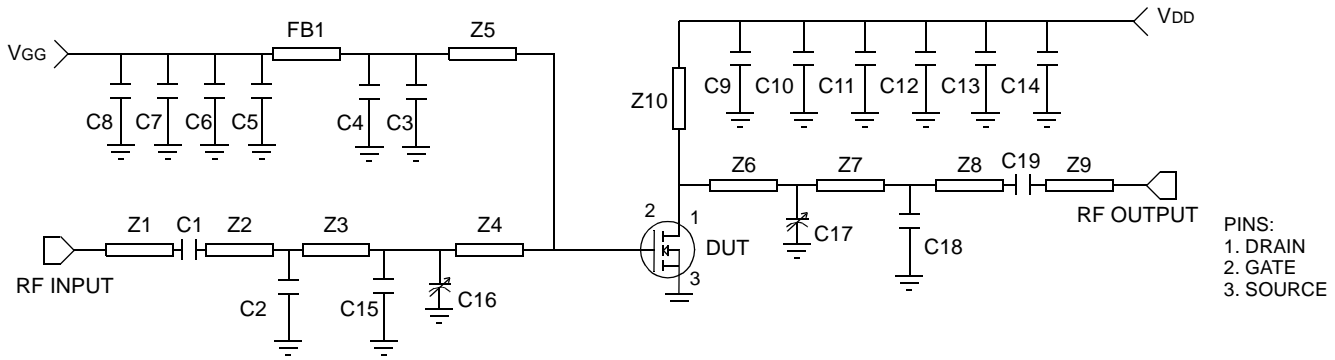 VGG
FB1
Z5
VDD
C8
C7
C6
C5
C4
C3
Z10
C9
C10
C11
C12
C13
C14
Z6
Z7
Z8
C19
Z9
RF OUTPUT
C17
C18
Z1
C1
Z2
Z3
Z4
2
1
3
DUT
RF INPUT
C2
C15
C16
PINS:
1. DRAIN
2. GATE
3. SOURCE